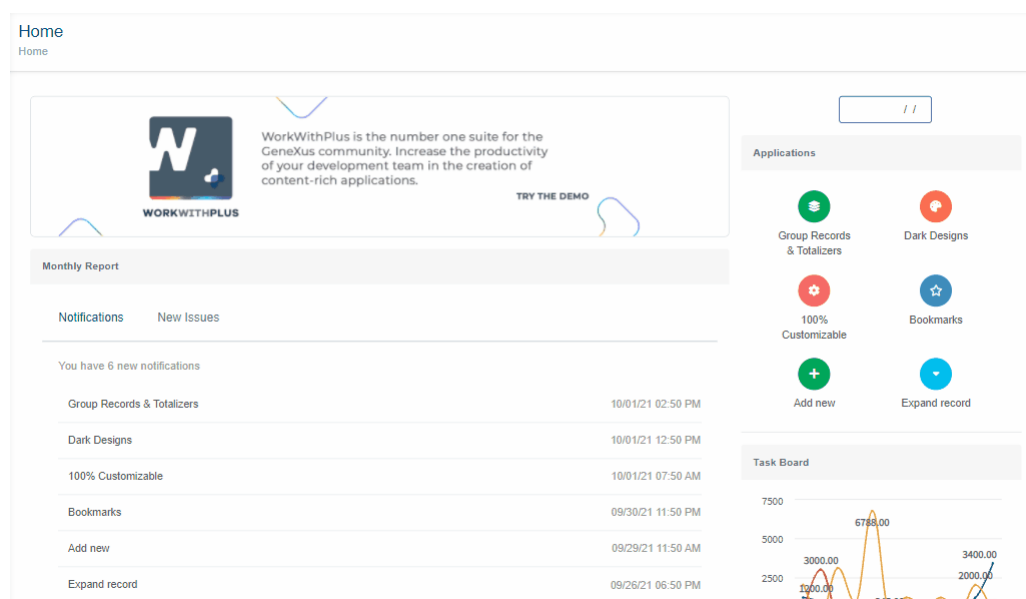 Home
Home
WorkWithPlus is the number one suite for the
GeneXus community. Increase the productivity
of your development team in the creation of
content-rich applications.
TRY THE DEMO
WORKWITHPLUS
/ /
Monthly Report
Notifications New Issues
You have 6 new notifications
Group Records & Totalizers 10/01/21 02:50 PM
Dark Designs 10/01/21 12:50 PM
100% Customizable 10/01/21 07:50 AM
Bookmarks 09/30/21 11:50 PM
Add new 09/29/21 11:50 AM
Expand record 09/26/21 06:50 PM
Applications
Group Records
& Totalizers
Dark Designs
100%
Customizable
Bookmarks
Add new
Expand record
Task Board
7500
6788.00
5000
3400.00
3000.00
2500
2000.00
1200.00